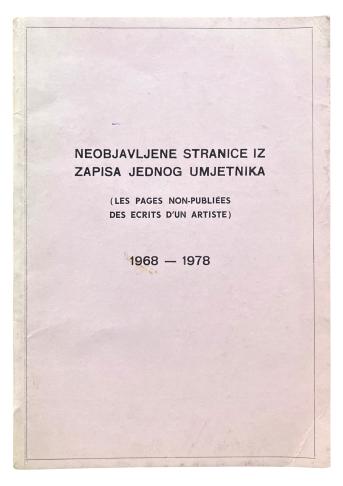 NEOBJAVLJENE STRANICE IZ
ZAPISA JEDNOG UMJETNIKA
(LES PAGES NON-PUBLIÉES
DES ECRITS D'UN ARTISTE)
1968 — 1978